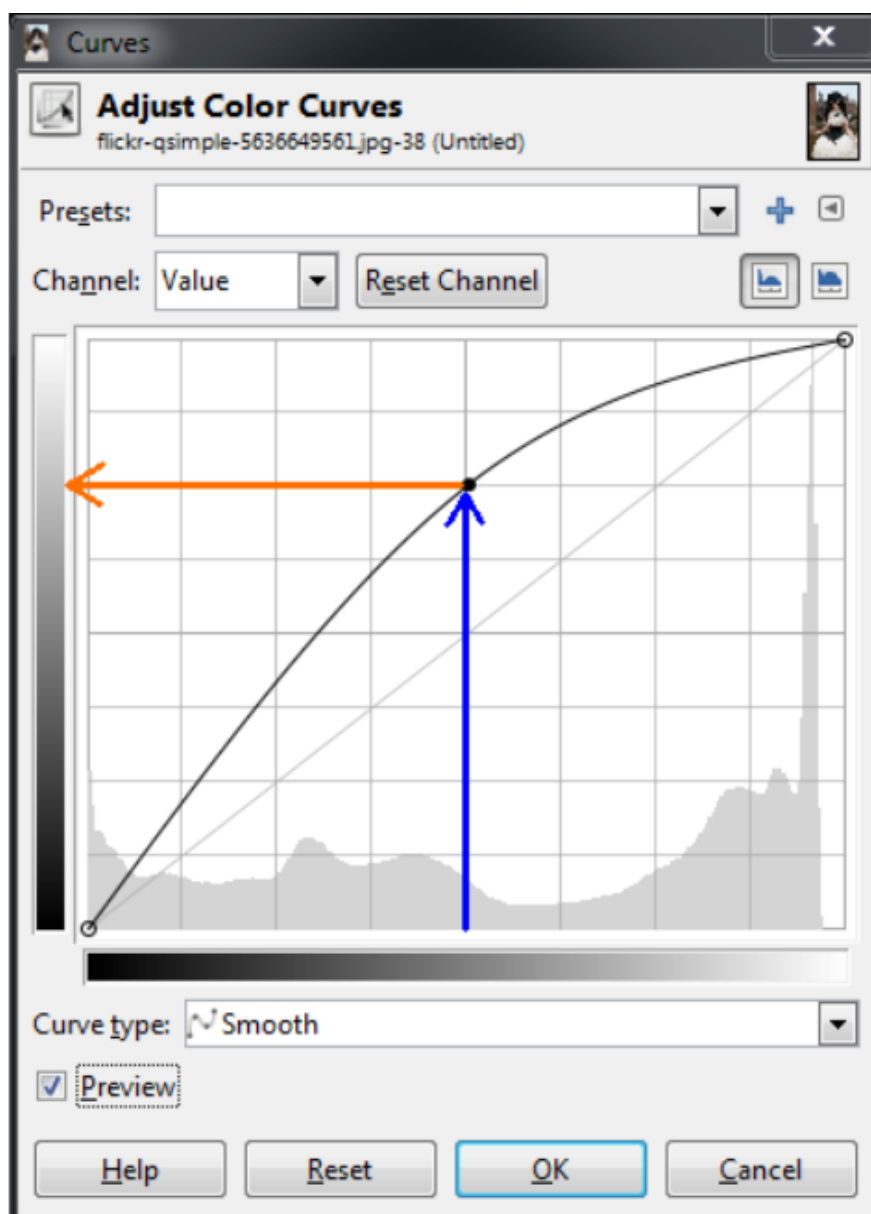 Curves
Adjust Color Curves
flickr-qsimple-5636649561.jpg-38 (Untitled)
Presets:
Channel: Value Reset Channel
Curve type: Smooth
Preview
Help Reset OK Cancel